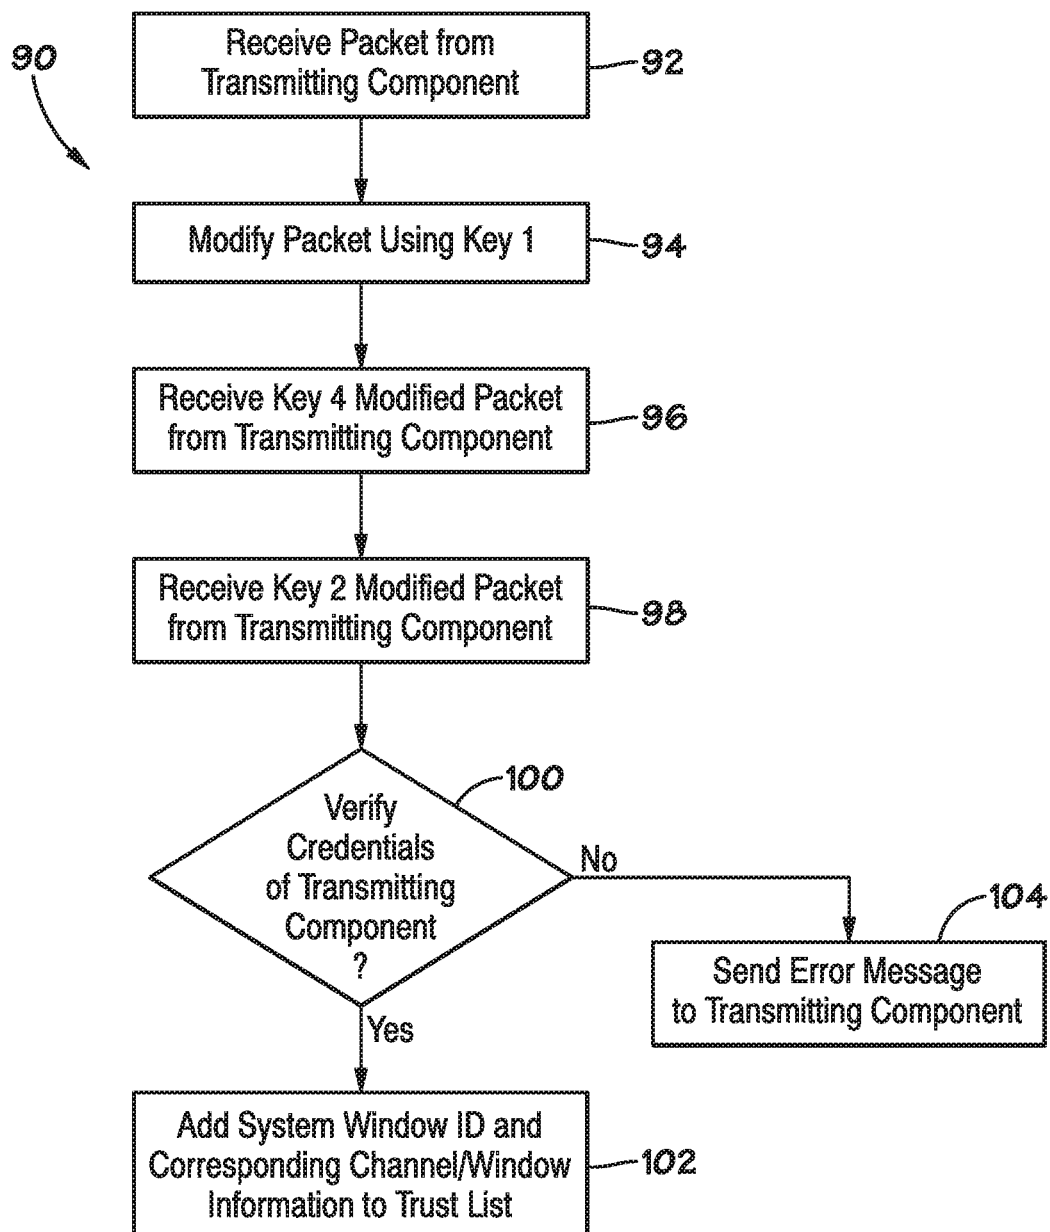 90
Receive Packet from
Transmitting Component
92
Modify Packet Using Key 1
94
Receive Key 4 Modified Packet
from Transmitting Component
96
Receive Key 2 Modified Packet
from Transmitting Component
98
100
Verify
Credentials
of Transmitting
Component
?
No
104
Send Error Message
to Transmitting Component
Yes
Add System Window ID and
Corresponding Channel/Window
Information to Trust List
102